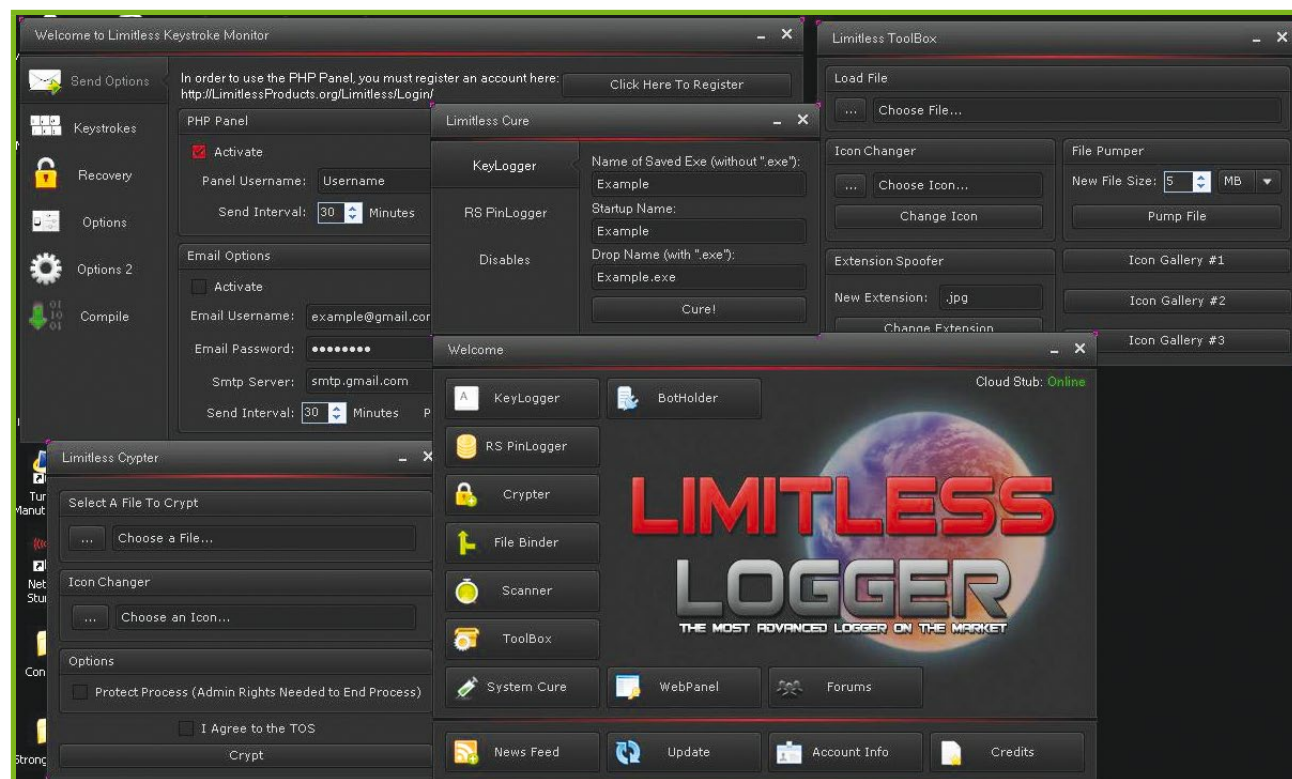 Welcome to Limitless Keystroke Monitor
Send Options
Keystrokes
Recovery
Options
Options 2
Compile
In order to use the PHP Panel, you must register an account here:
http://LimitlessProducts.org/Limitless/Login/
Click Here To Register
PHP Panel
Activate
Panel Username: Username
Send Interval: 30 Minutes
Email Options
Activate
Email Username: example@gmail.cor
Email Password: ••••••••
Smtp Server: smtp.gmail.com
Send Interval: 30 Minutes P
Limitless Cure
KeyLogger
RS PinLogger
Disables
Name of Saved Exe (without ".exe"):
Example
Startup Name:
Example
Drop Name (with ".exe"):
Example.exe
Cure!
Limitless ToolBox
Load File
... Choose File...
Icon Changer
... Choose Icon...
Change Icon
File Pumper
New File Size: 5 MB
Pump File
Extension Spoofer
New Extension: .jpg
Change Extension
Icon Gallery #1
Icon Gallery #2
Icon Gallery #3
Limitless Crypter
Select A File To Crypt
... Choose a File...
Icon Changer
... Choose an Icon...
Options
Protect Process (Admin Rights Needed to End Process)
I Agree to the TOS
Crypt
Welcome
Cloud Stub: Online
KeyLogger
BotHolder
RS PinLogger
Crypter
File Binder
Scanner
ToolBox
System Cure
WebPanel
Forums
LIMITLESS
LOGGER
THE MOST ADVANCED LOGGER ON THE MARKET
News Feed
Update
Account Info
Credits
Tur
Manut
Net
Stu
Con
Strong